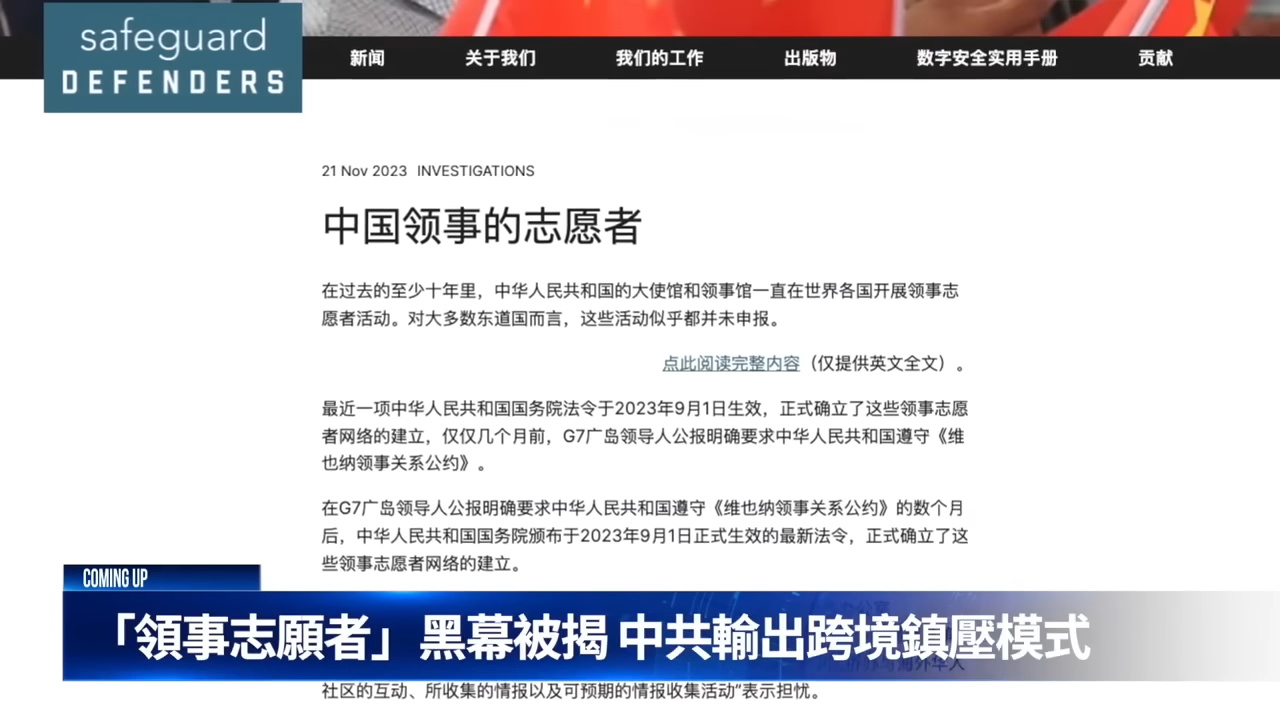 safeguard
DEFENDERS
新闻
关于我们
我们的工作
出版物
数字安全实用手册
贡献
21 Nov 2023 INVESTIGATIONS
中国领事的志愿者
在过去的至少十年里，中华人民共和国的大使馆和领事馆一直在世界各国开展领事志
愿者活动。对大多数东道国而言，这些活动似乎都并未申报。
点此阅读完整内容（仅提供英文全文）。
最近一项中华人民共和国国务院法令于2023年9月1日生效，正式确立了这些领事志愿
者网络的建立，仅仅几个月前，G7广岛领导人公报明确要求中华人民共和国遵守《维
也纳领事关系公约》。
在G7广岛领导人公报明确要求中华人民共和国遵守《维也纳领事关系公约》的数个月
后，中华人民共和国国务院颁布于2023年9月1日正式生效的最新法令，正式确立了这
些领事志愿者网络的建立。
COMING UP
「領事志願者」黑幕被揭 中共輸出跨境鎮壓模式
社区的互动、所收集的情报以及可预期的情报收集活动”表示担忧。